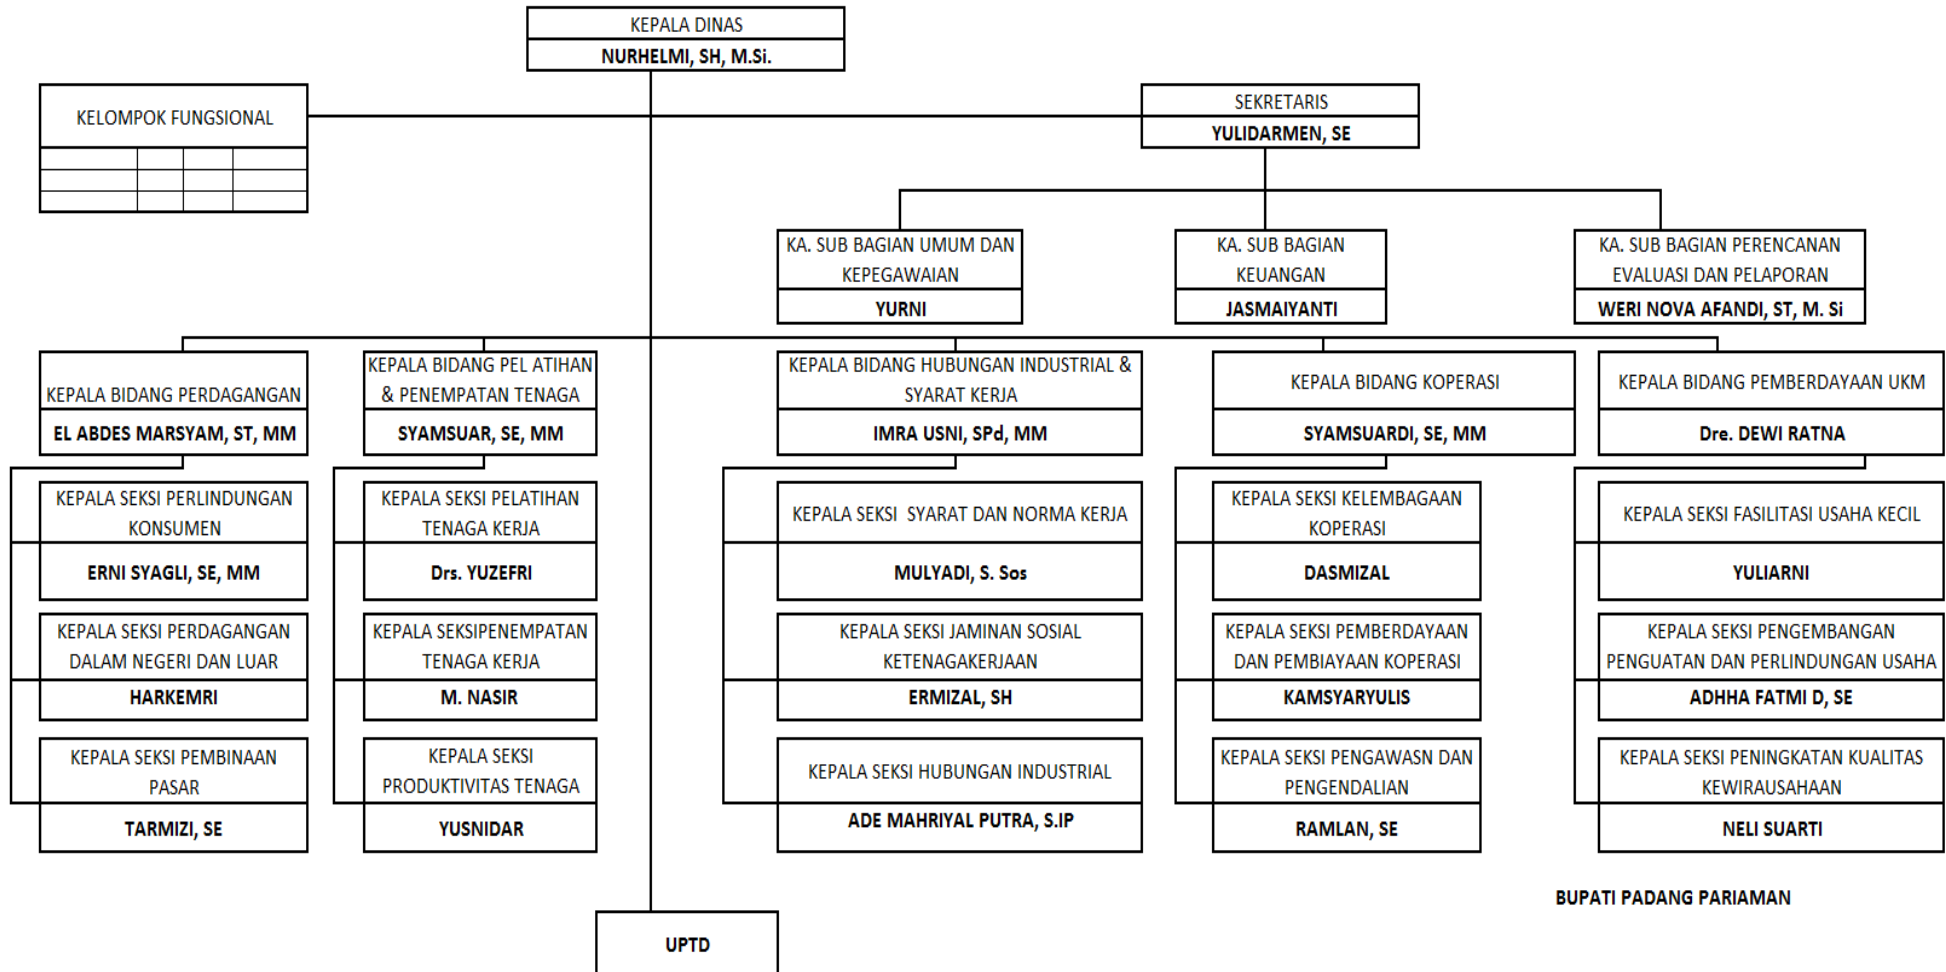 KEPALA DINAS
NURHELMI, SH, M.Si.
KELOMPOK FUNGSIONAL
SEKRETARIS
YULIDARMEN, SE
KA. SUB BAGIAN UMUM DAN
KEPEGAWAIAN
YURNI
KA. SUB BAGIAN
KEUANGAN
JASMAIYANTI
KA. SUB BAGIAN PERENCANAN
EVALUASI DAN PELAPORAN
WERI NOVA AFANDI, ST, M. Si
KEPALA BIDANG PERDAGANGAN
EL ABDES MARSYAM, ST, MM
KEPALA BIDANG PEL ATIHAN
& PENEMPATAN TENAGA
SYAMSUAR, SE, MM
KEPALA BIDANG HUBUNGAN INDUSTRIAL &
SYARAT KERJA
IMRA USNI, SPd, MM
KEPALA BIDANG KOPERASI
SYAMSUARDI, SE, MM
KEPALA BIDANG PEMBERDAYAAN UKM
Dre. DEWI RATNA
KEPALA SEKSI PERLINDUNGAN
KONSUMEN
ERNI SYAGLI, SE, MM
KEPALA SEKSI PELATIHAN
TENAGA KERJA
Drs. YUZEFRI
KEPALA SEKSI  SYARAT DAN NORMA KERJA
MULYADI, S. Sos
KEPALA SEKSI KELEMBAGAAN
KOPERASI
DASMIZAL
KEPALA SEKSI FASILITASI USAHA KECIL
YULIARNI
KEPALA SEKSI PERDAGANGAN
DALAM NEGERI DAN LUAR
HARKEMRI
KEPALA SEKSIPENEMPATAN
TENAGA KERJA
M. NASIR
KEPALA SEKSI JAMINAN SOSIAL
KETENAGAKERJAAN
ERMIZAL, SH
KEPALA SEKSI PEMBERDAYAAN
DAN PEMBIAYAAN KOPERASI
KAMSYARYULIS
KEPALA SEKSI PENGEMBANGAN
PENGUATAN DAN PERLINDUNGAN USAHA
ADHHA FATMI D, SE
KEPALA SEKSI PEMBINAAN
PASAR
TARMIZI, SE
KEPALA SEKSI
PRODUKTIVITAS TENAGA
YUSNIDAR
KEPALA SEKSI HUBUNGAN INDUSTRIAL
ADE MAHRIYAL PUTRA, S.IP
KEPALA SEKSI PENGAWASN DAN
PENGENDALIAN
RAMLAN, SE
KEPALA SEKSI PENINGKATAN KUALITAS
KEWIRAUSAHAAN
NELI SUARTI
BUPATI PADANG PARIAMAN
UPTD